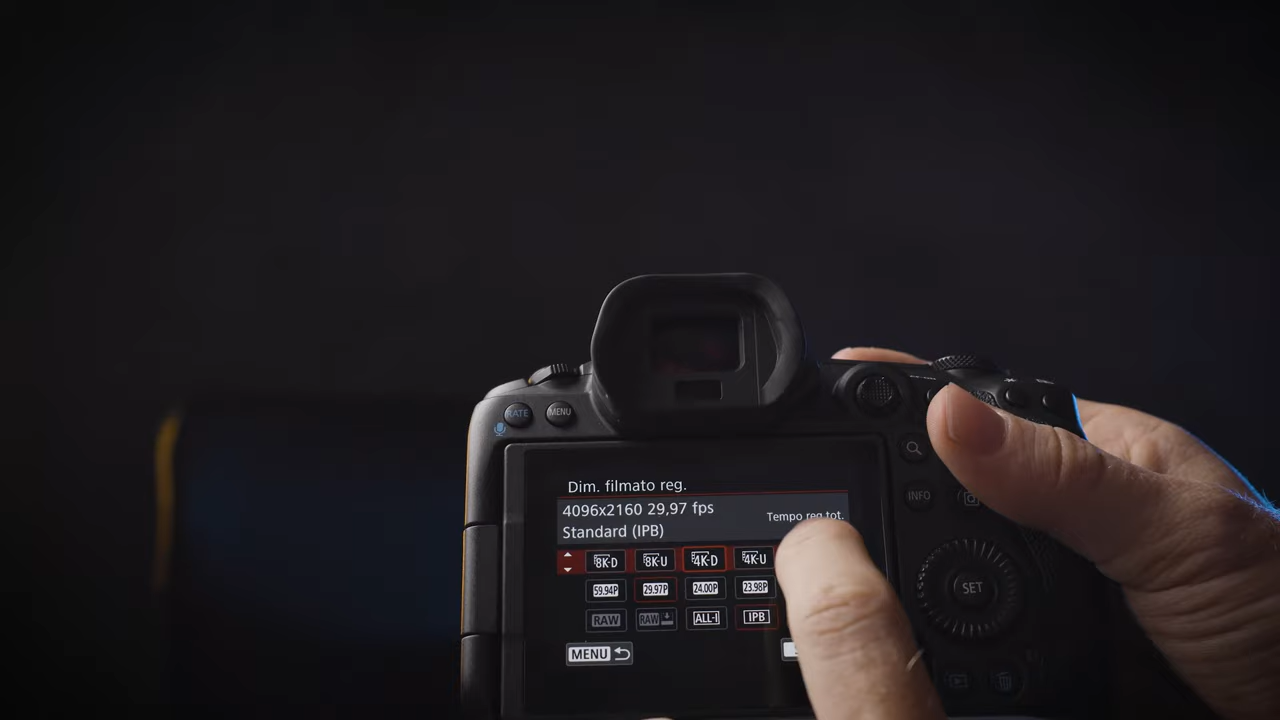 RATE MENU
INFO
SET
Dim. filmato reg.
4096x2160 29,97 fps
Tempo reg.tot.
Standard (IPB)
8K-D 8K-U 4K-D 4K-U
59.94P 29.97P 24.00P 23.98P
RAW RAW ALL-I IPB
MENU